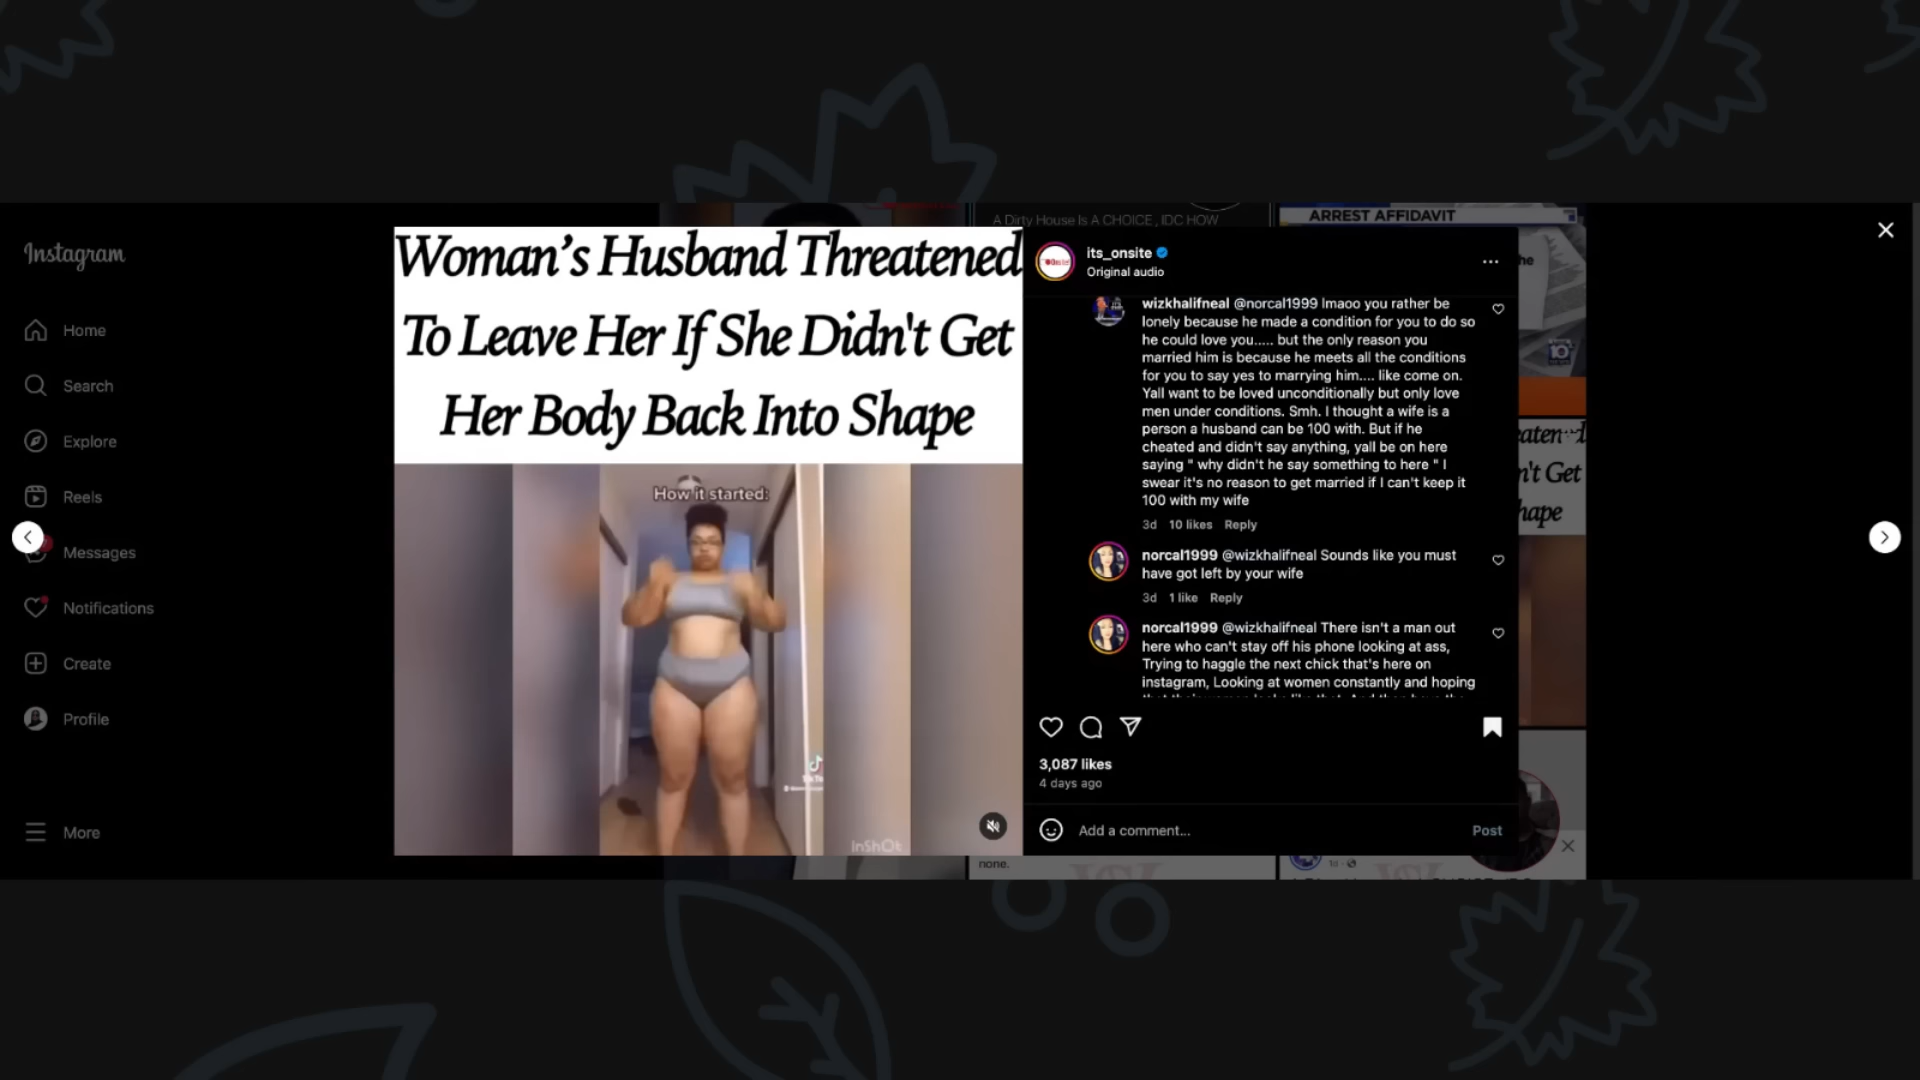 Instagram
Home
Search
Explore
Reels
Messages
Notifications
Create
Profile
More
Woman's Husband Threatened
To Leave Her If She Didn't Get
Her Body Back Into Shape
How it started:
InShOt
its_onsite
Original audio
wizkhalifneal @norcal1999 lmaoo you rather be
lonely because he made a condition for you to do so
he could love you..... but the only reason you
married him is because he meets all the conditions
for you to say yes to marrying him.... like come on.
Yall want to be loved unconditionally but only love
men under conditions. Smh. I thought a wife is a
person a husband can be 100 with. But if he
cheated and didn't say anything, yall be on here
saying " why didn't he say something to here " I
swear it's no reason to get married if I can't keep it
100 with my wife
3d 10 likes Reply
norcal1999 @wizkhalifneal Sounds like you must
have got left by your wife
3d 1 like Reply
norcal1999 @wizkhalifneal There isn't a man out
here who can't stay off his phone looking at ass,
Trying to haggle the next chick that's here on
instagram, Looking at women constantly and hoping
3,087 likes
4 days ago
Add a comment...
Post
A Dirty House Is A CHOICE , IDC HOW
ARREST AFFIDAVIT
he
10
n't Get
hape
none.
1d